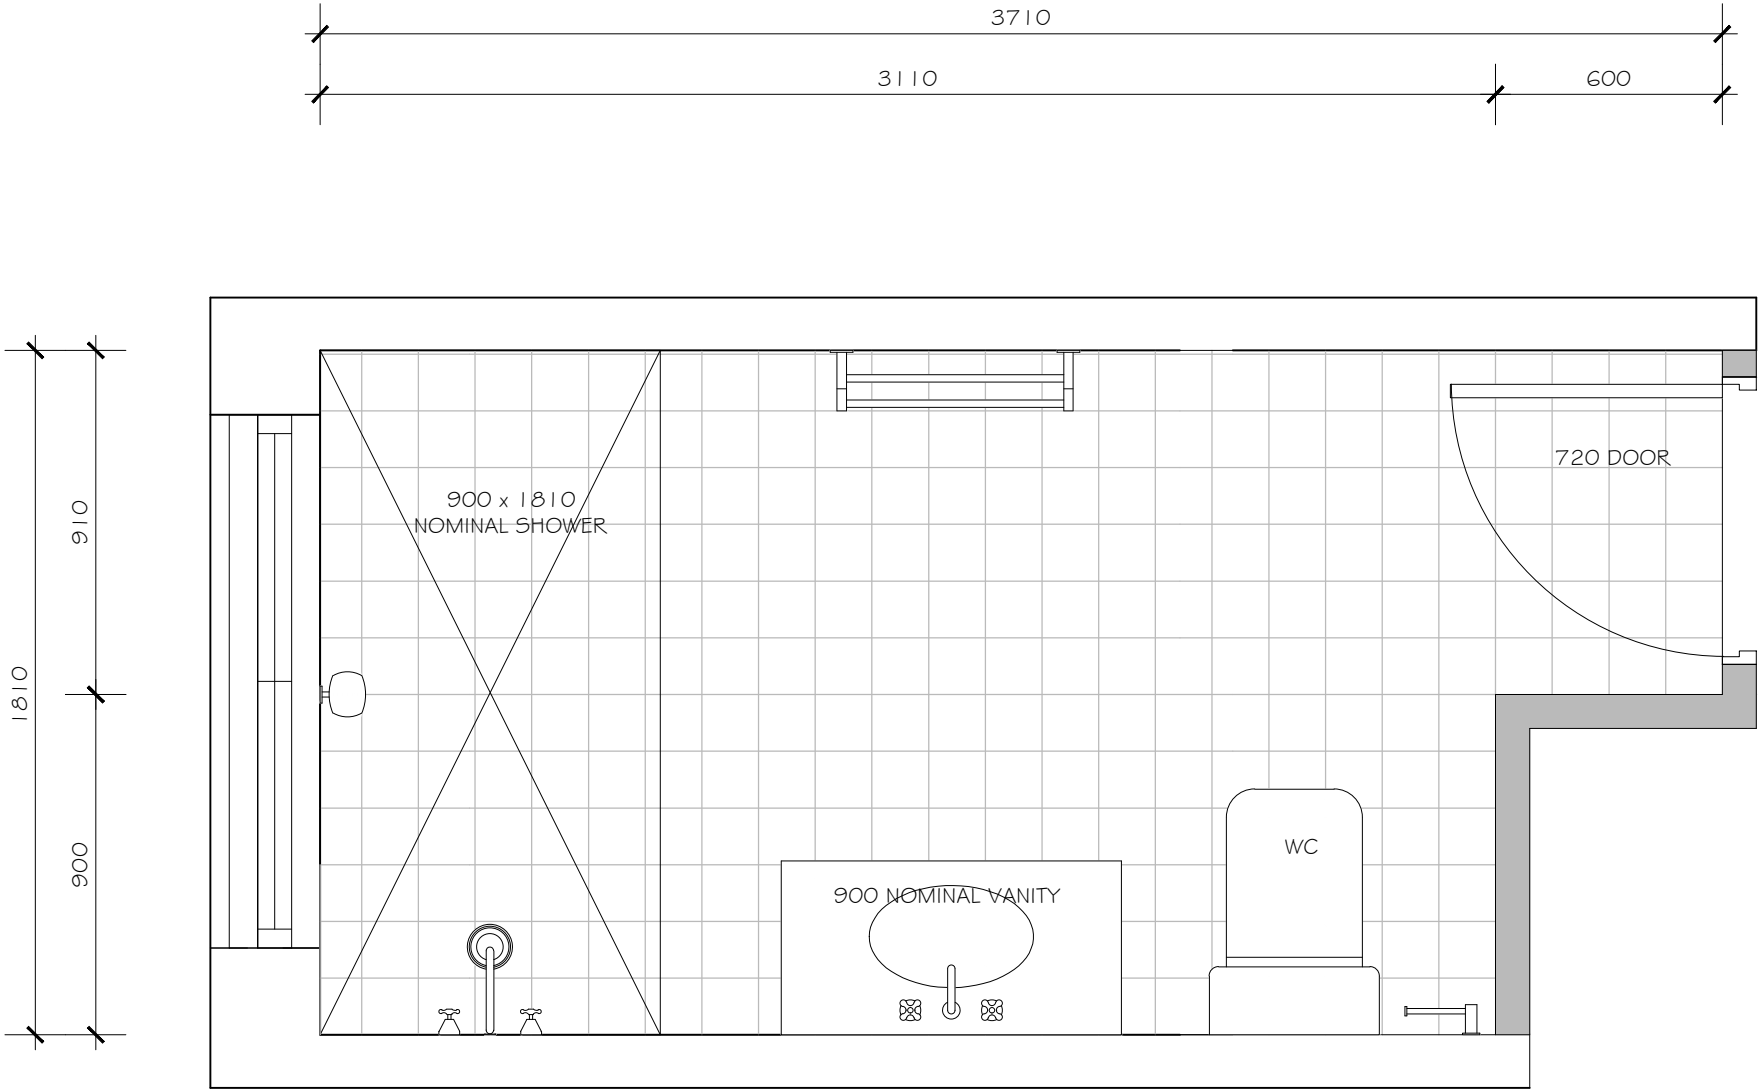 3710
3110
600
910
1810
900
900 x 1810
NOMINAL SHOWER
720 DOOR
WC
900 NOMINAL VANITY